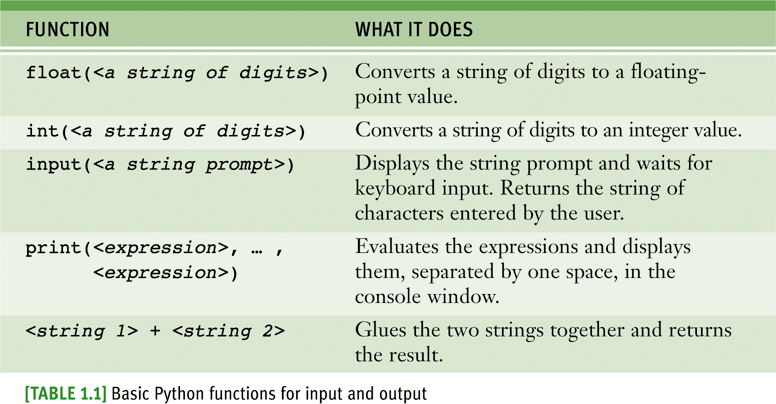 FUNCTION WHAT IT DOES
float(<a string of digits>) Converts a string of digits to a floating-
point value.
int(<a string of digits>) Converts a string of digits to an integer value.
input(<a string prompt>) Displays the string prompt and waits for
keyboard input. Returns the string of
characters entered by the user.
print(<expression>, … , Evaluates the expressions and displays
<expression>) them, separated by one space, in the
console window.
<string 1> + <string 2> Glues the two strings together and returns
the result.
[TABLE 1.1] Basic Python functions for input and output